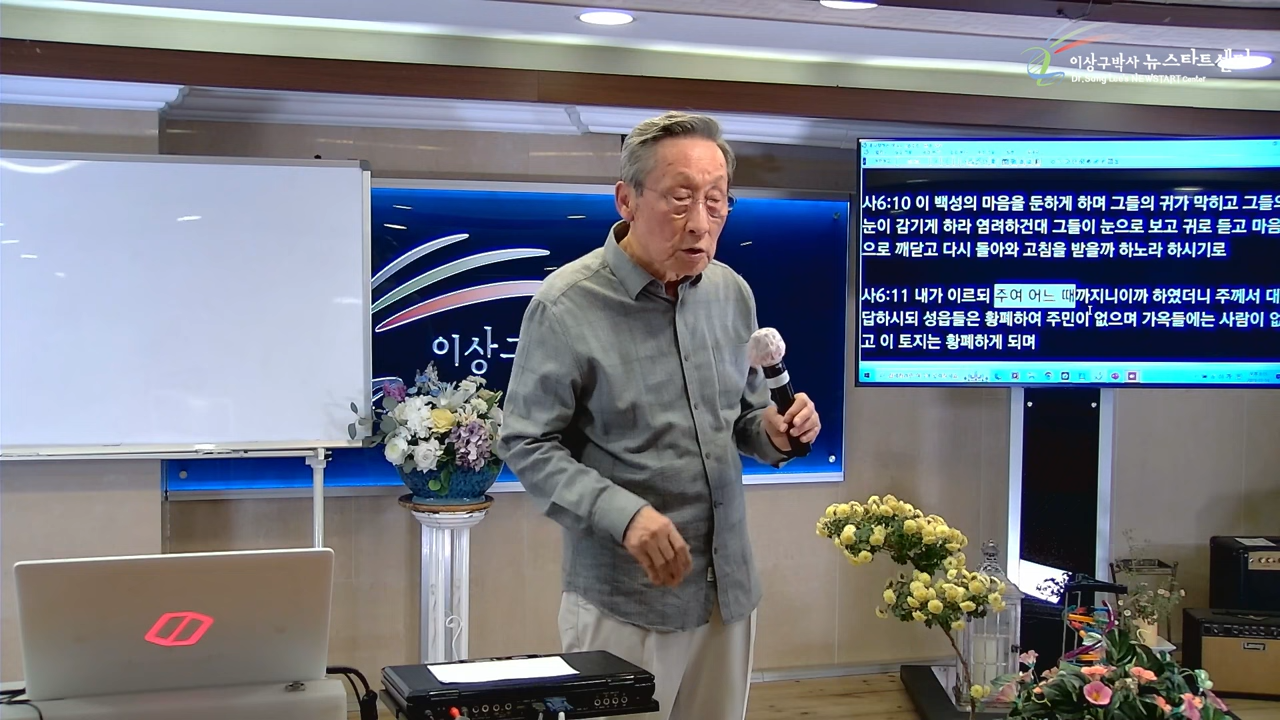 이상구박사 뉴스타트센터
Dr.Sang Lee's NEWSTART Center
사6:10 이 백성의 마음을 둔하게 하며 그들의 귀가 막히고 그들의
눈이 감기게 하라 염려하건대 그들이 눈으로 보고 귀로 듣고 마음
으로 깨닫고 다시 돌아와 고침을 받을까 하노라 하시기로
사6:11 내가 이르되 주여 어느 때까지니이까 하였더니 주께서 대
답하시되 성읍들은 황폐하여 주민이 없으며 가옥들에는 사람이 없
고 이 토지는 황폐하게 되며
이상구